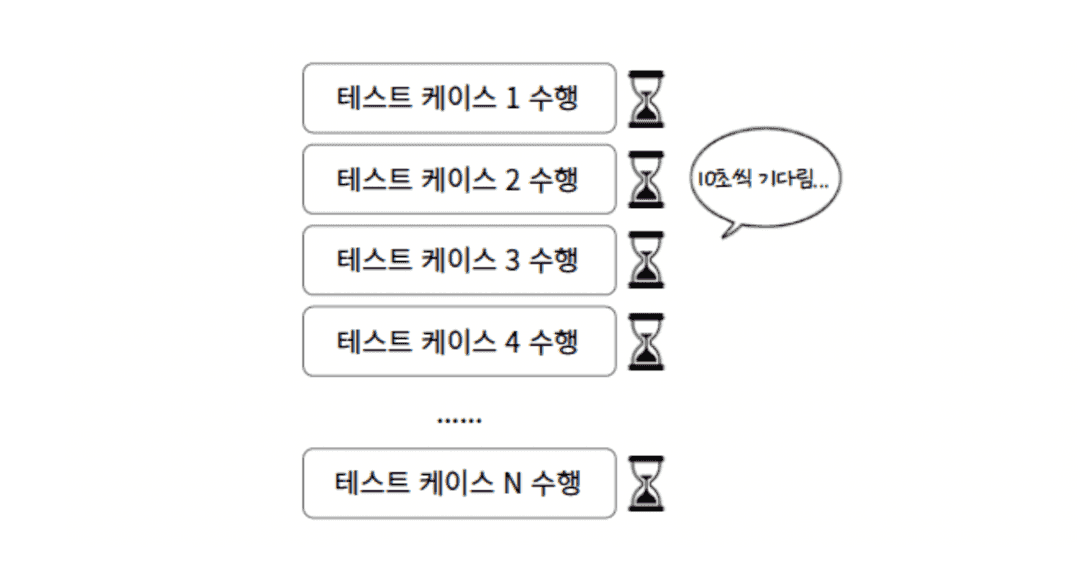 테스트 케이스 1 수행
테스트 케이스 2 수행
10초씩 기다림...
테스트 케이스 3 수행
테스트 케이스 4 수행
......
테스트 케이스 N 수행